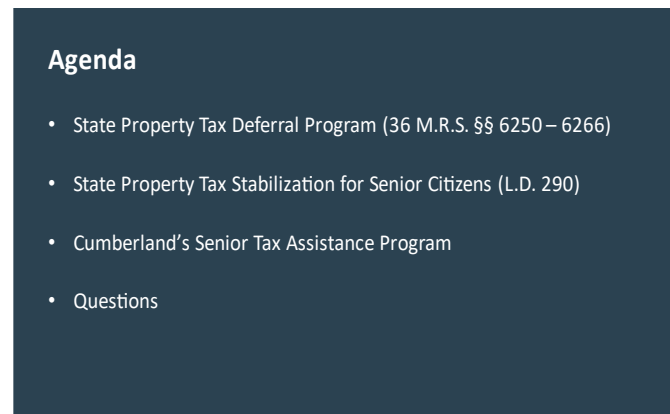 Agenda
• State Property Tax Deferral Program (36 M.R.S. §§ 6250 – 6266)
• State Property Tax Stabilization for Senior Citizens (L.D. 290)
• Cumberland's Senior Tax Assistance Program
• Questions